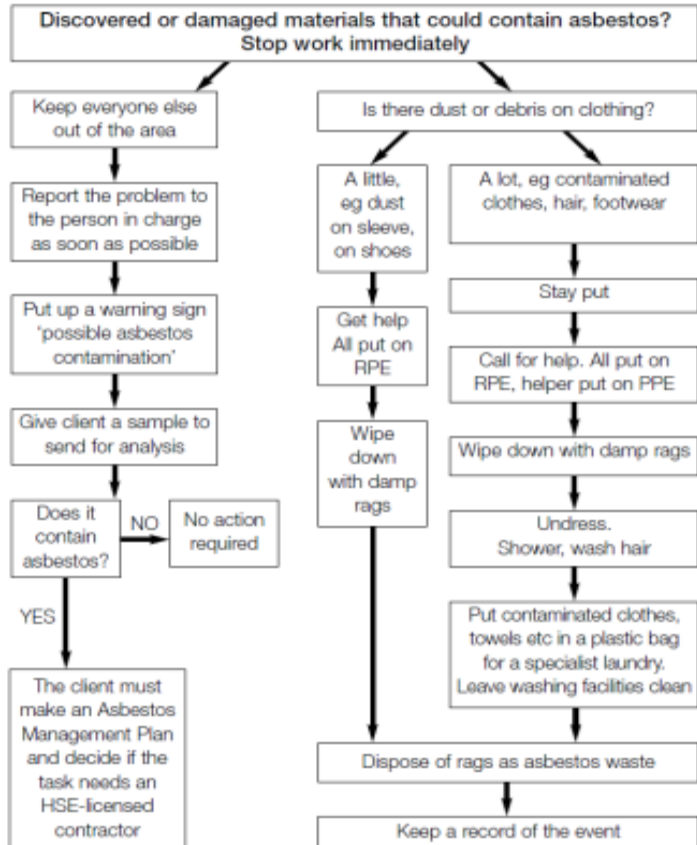 Discovered or damaged materials that could contain asbestos?
Stop work immediately
Keep everyone else
out of the area
Report the problem to
the person in charge
as soon as possible
Put up a warning sign
‘possible asbestos
contamination’
Give client a sample to
send for analysis
Does it
contain
asbestos?
NO
No action
required
YES
The client must
make an Asbestos
Management Plan
and decide if the
task needs an
HSE-licensed
contractor
Is there dust or debris on clothing?
A little,
eg dust
on sleeve,
on shoes
Get help
All put on
RPE
Wipe
down
with damp
rags
A lot, eg contaminated
clothes, hair, footwear
Stay put
Call for help. All put on
RPE, helper put on PPE
Wipe down with damp rags
Undress.
Shower, wash hair
Put contaminated clothes,
towels etc in a plastic bag
for a specialist laundry.
Leave washing facilities clean
Dispose of rags as asbestos waste
Keep a record of the event